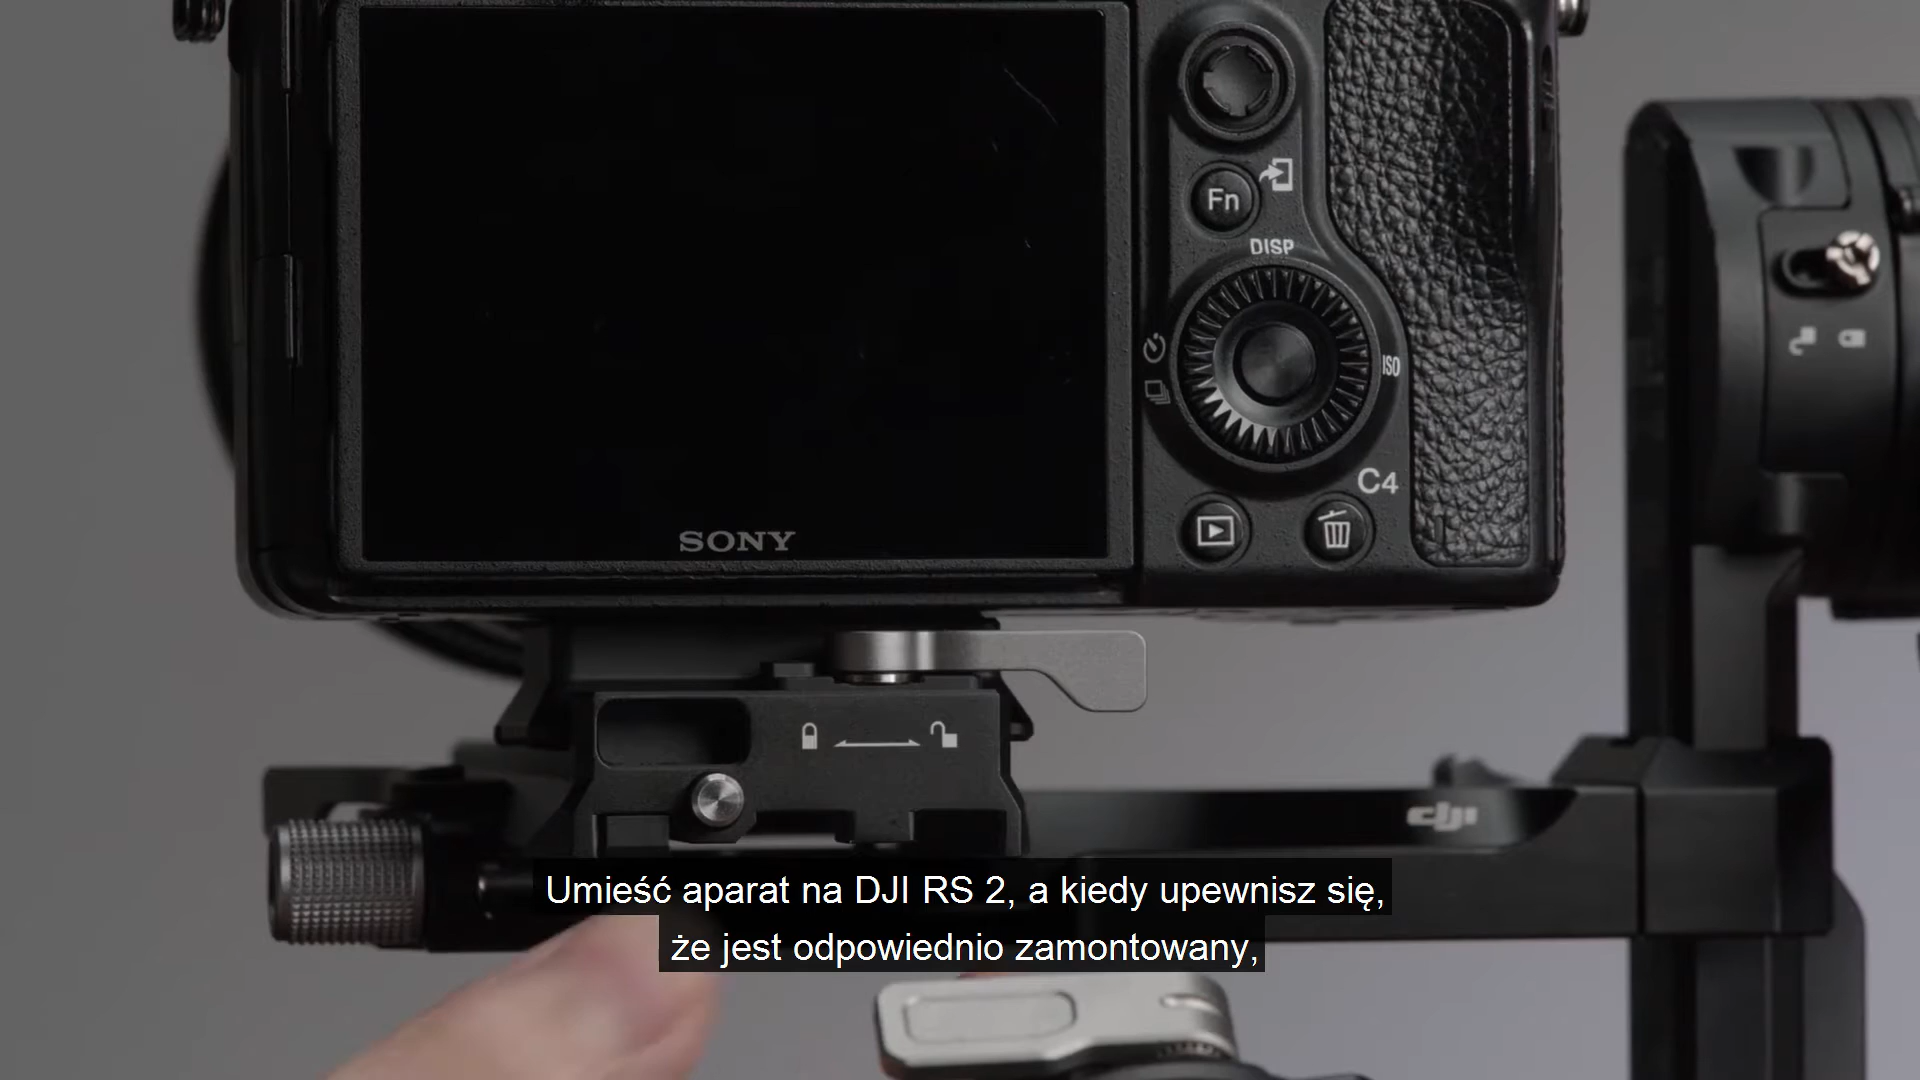 Fn
DISP
ISO
C4
SONY
dji
Umieść aparat na DJI RS 2, a kiedy upewnisz się,
że jest odpowiednio zamontowany,